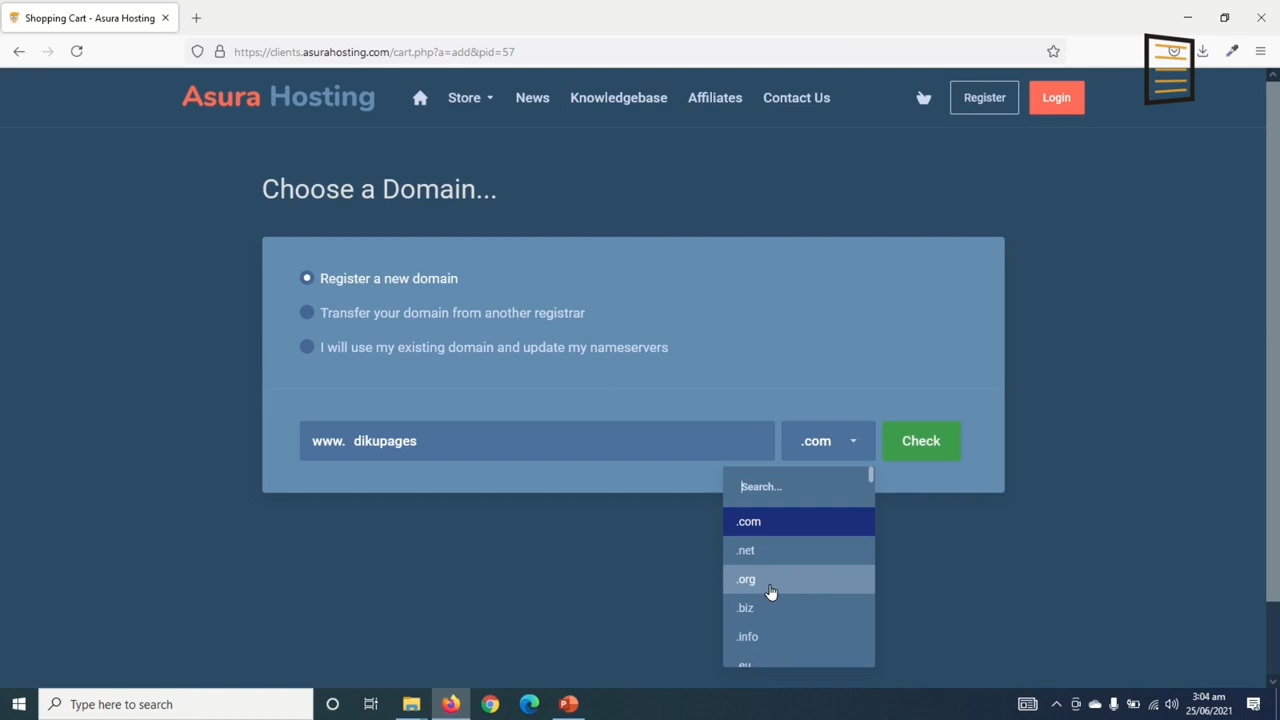 Shopping Cart - Asura Hosting
https://clients.asurahosting.com/cart.php?a=add&pid=57
Asura Hosting
Store
News
Knowledgebase
Affiliates
Contact Us
Register
Login
Choose a Domain...
Register a new domain
Transfer your domain from another registrar
I will use my existing domain and update my nameservers
www. dikupages
.com
Check
Search...
.com
.net
.org
.biz
.info
.eu
Type here to search
3:04 am
25/06/2021